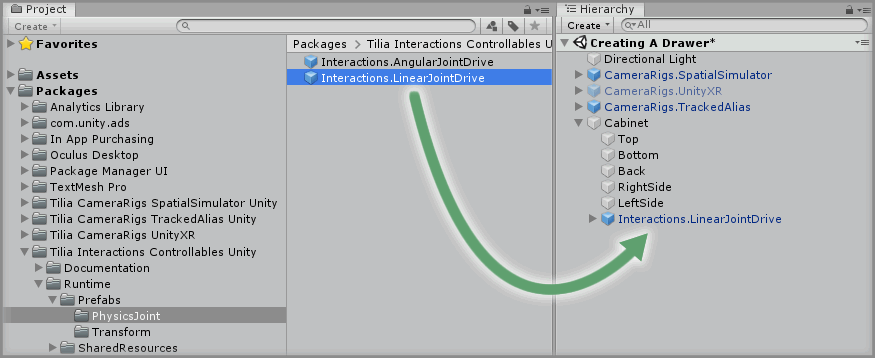 Project
Create
Favorites
Assets
Packages
Analytics Library
com.unity.ads
In App Purchasing
Oculus Desktop
Package Manager UI
TextMesh Pro
Tilia CameraRigs SpatialSimulator Unity
Tilia CameraRigs TrackedAlias Unity
Tilia CameraRigs UnityXR
Tilia Interactions Controllables Unity
Documentation
Runtime
Prefabs
PhysicsJoint
Transform
SharedResources
Packages > Tilia Interactions Controllables U
Interactions.AngularJointDrive
Interactions.LinearJointDrive
Hierarchy
Create All
Creating A Drawer*
Directional Light
CameraRigs.SpatialSimulator
CameraRigs.UnityXR
CameraRigs.TrackedAlias
Cabinet
Top
Bottom
Back
RightSide
LeftSide
Interactions.LinearJointDrive